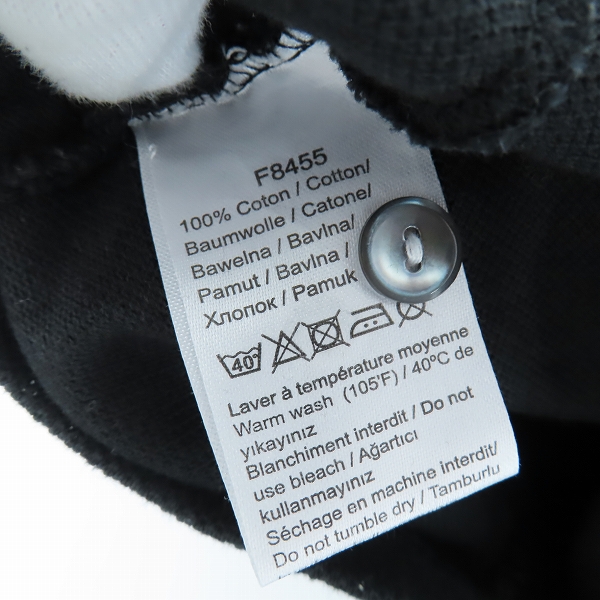 F8455
100% Coton / Cotton/
Baumwolle / Catone/
Bawelna / Bavlna/
Pamut / Bavlna /
Хлопок / Pamuk
40°
Laver à température moyenne
Warm wash (105°F) / 40°C de
yıkayınız
Blanchiment interdit / Do not
use bleach / Ağartıcı
kullanmayınız
Séchage en machine interdit/
Do not tumble dry / Tamburlu